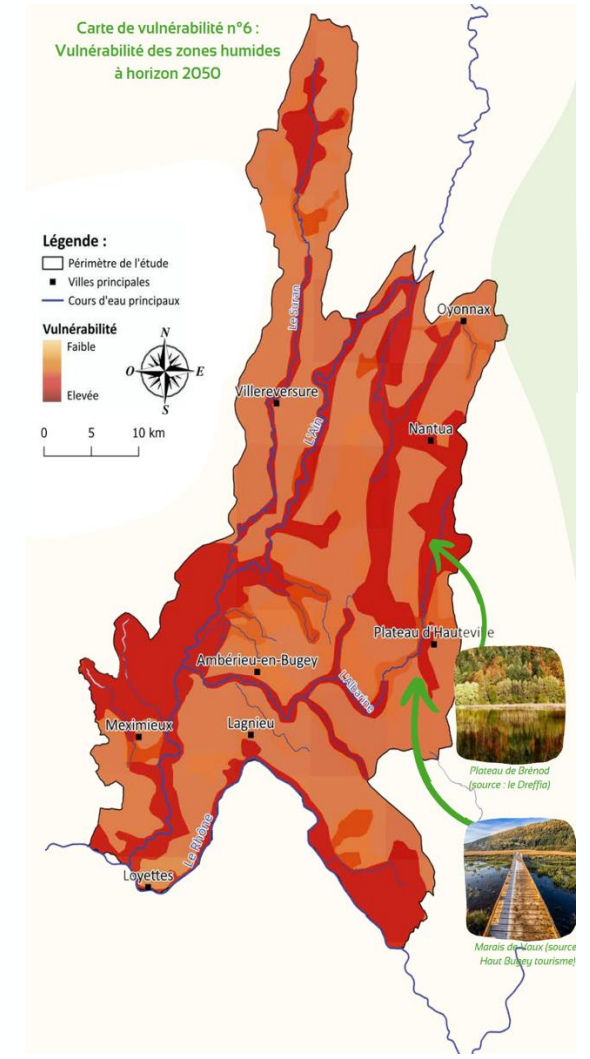 Carte de vulnérabilité n°6 :
Vulnérabilité des zones humides
à horizon 2050
Légende :
Périmètre de l'étude
Villes principales
Cours d'eau principaux
Vulnérabilité
Faible
Elevée
N
O
E
S
0 5 10 km
Oyonnax
Le Suran
Villereversure
L'Ain
Nantua
Plateau d'Hauteville
Ambérieu-en-Bugey
L'Albarine
Meximieux
Lagnieu
Le Rhône
Loyettes
Plateau de Brénod
(source : le Dreffia)
Marais de Vaux (source
Haut Bugey tourisme)